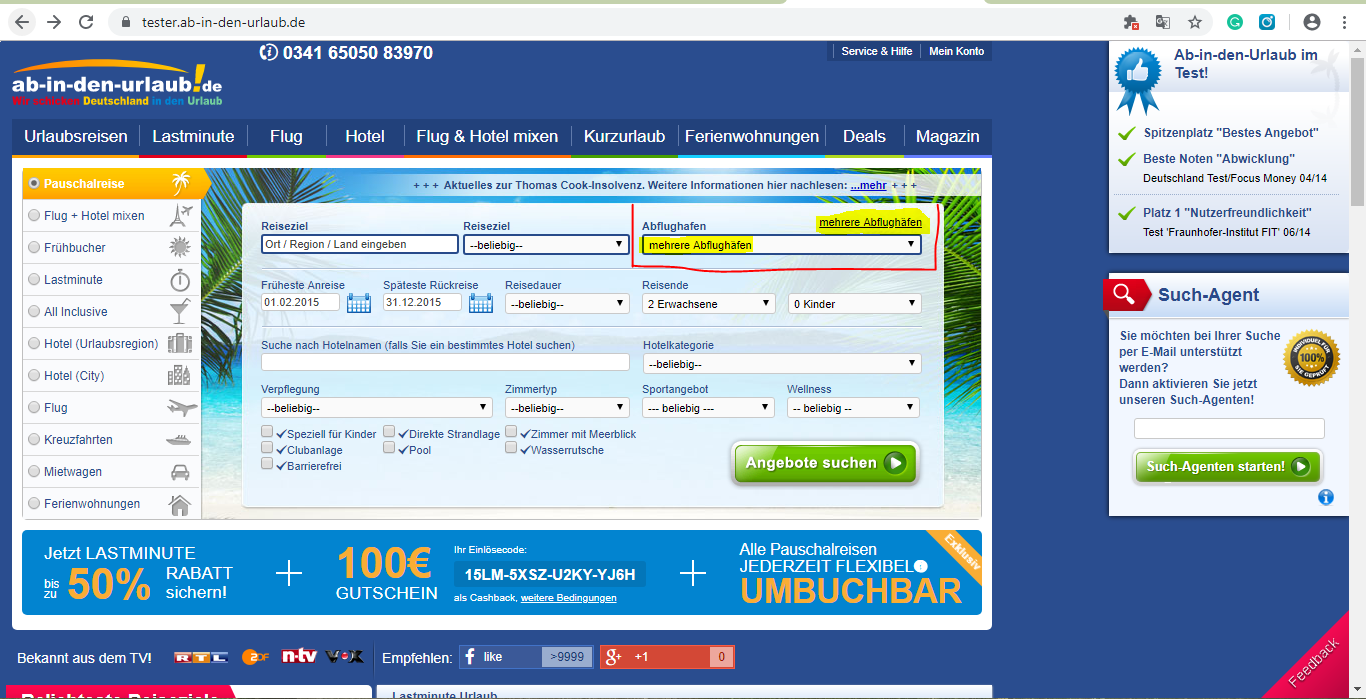 tester.ab-in-den-urlaub.de
0341 65050 83970
Service & Hilfe
Mein Konto
ab-in-den-urlaub!.de
Wir schicken Deutschland in den Urlaub
Urlaubsreisen
Lastminute
Flug
Hotel
Flug & Hotel mixen
Kurzurlaub
Ferienwohnungen
Deals
Magazin
Pauschalreise
Flug + Hotel mixen
Frühbucher
Lastminute
All Inclusive
Hotel (Urlaubsregion)
Hotel (City)
Flug
Kreuzfahrten
Mietwagen
Ferienwohnungen
+ + + Aktuelles zur Thomas Cook-Insolvenz. Weitere Informationen hier nachlesen: ...mehr + + +
Reiseziel
Reiseziel
Abflughafen
mehrere Abflughäfen
Ort / Region / Land eingeben
--beliebig--
mehrere Abflughäfen
Früheste Anreise
Späteste Rückreise
Reisedauer
Reisende
01.02.2015
31.12.2015
--beliebig--
2 Erwachsene
0 Kinder
Suche nach Hotelnamen (falls Sie ein bestimmtes Hotel suchen)
Hotelkategorie
--beliebig--
Verpflegung
Zimmertyp
Sportangebot
Wellness
--beliebig--
--beliebig--
--- beliebig ---
-- beliebig --
Speziell für Kinder
Direkte Strandlage
Zimmer mit Meerblick
Clubanlage
Pool
Wasserrutsche
Barrierefrei
Angebote suchen
Jetzt LASTMINUTE
bis zu 50% RABATT sichern!
100€
GUTSCHEIN
Ihr Einlösecode:
15LM-5XSZ-U2KY-YJ6H
als Cashback, weitere Bedingungen
Alle Pauschalreisen
JEDERZEIT FLEXIBEL
UMBUCHBAR
Exklusiv
Bekannt aus dem TV!
RTL
ZDF
n-tv
VOX
Empfehlen:
like
>9999
g+
+1
0
Beliebteste Reiseziele
Lastminute Urlaub
Ab-in-den-Urlaub im
Test!
Spitzenplatz "Bestes Angebot"
Beste Noten "Abwicklung"
Deutschland Test/Focus Money 04/14
Platz 1 "Nutzerfreundlichkeit"
Test 'Fraunhofer-Institut FIT' 06/14
Such-Agent
Sie möchten bei Ihrer Suche
per E-Mail unterstützt
werden?
Dann aktivieren Sie jetzt
unseren Such-Agenten!
INDIVIDUELL FÜR
100%
SIE GEPRÜFT
Such-Agenten starten!
Feedback